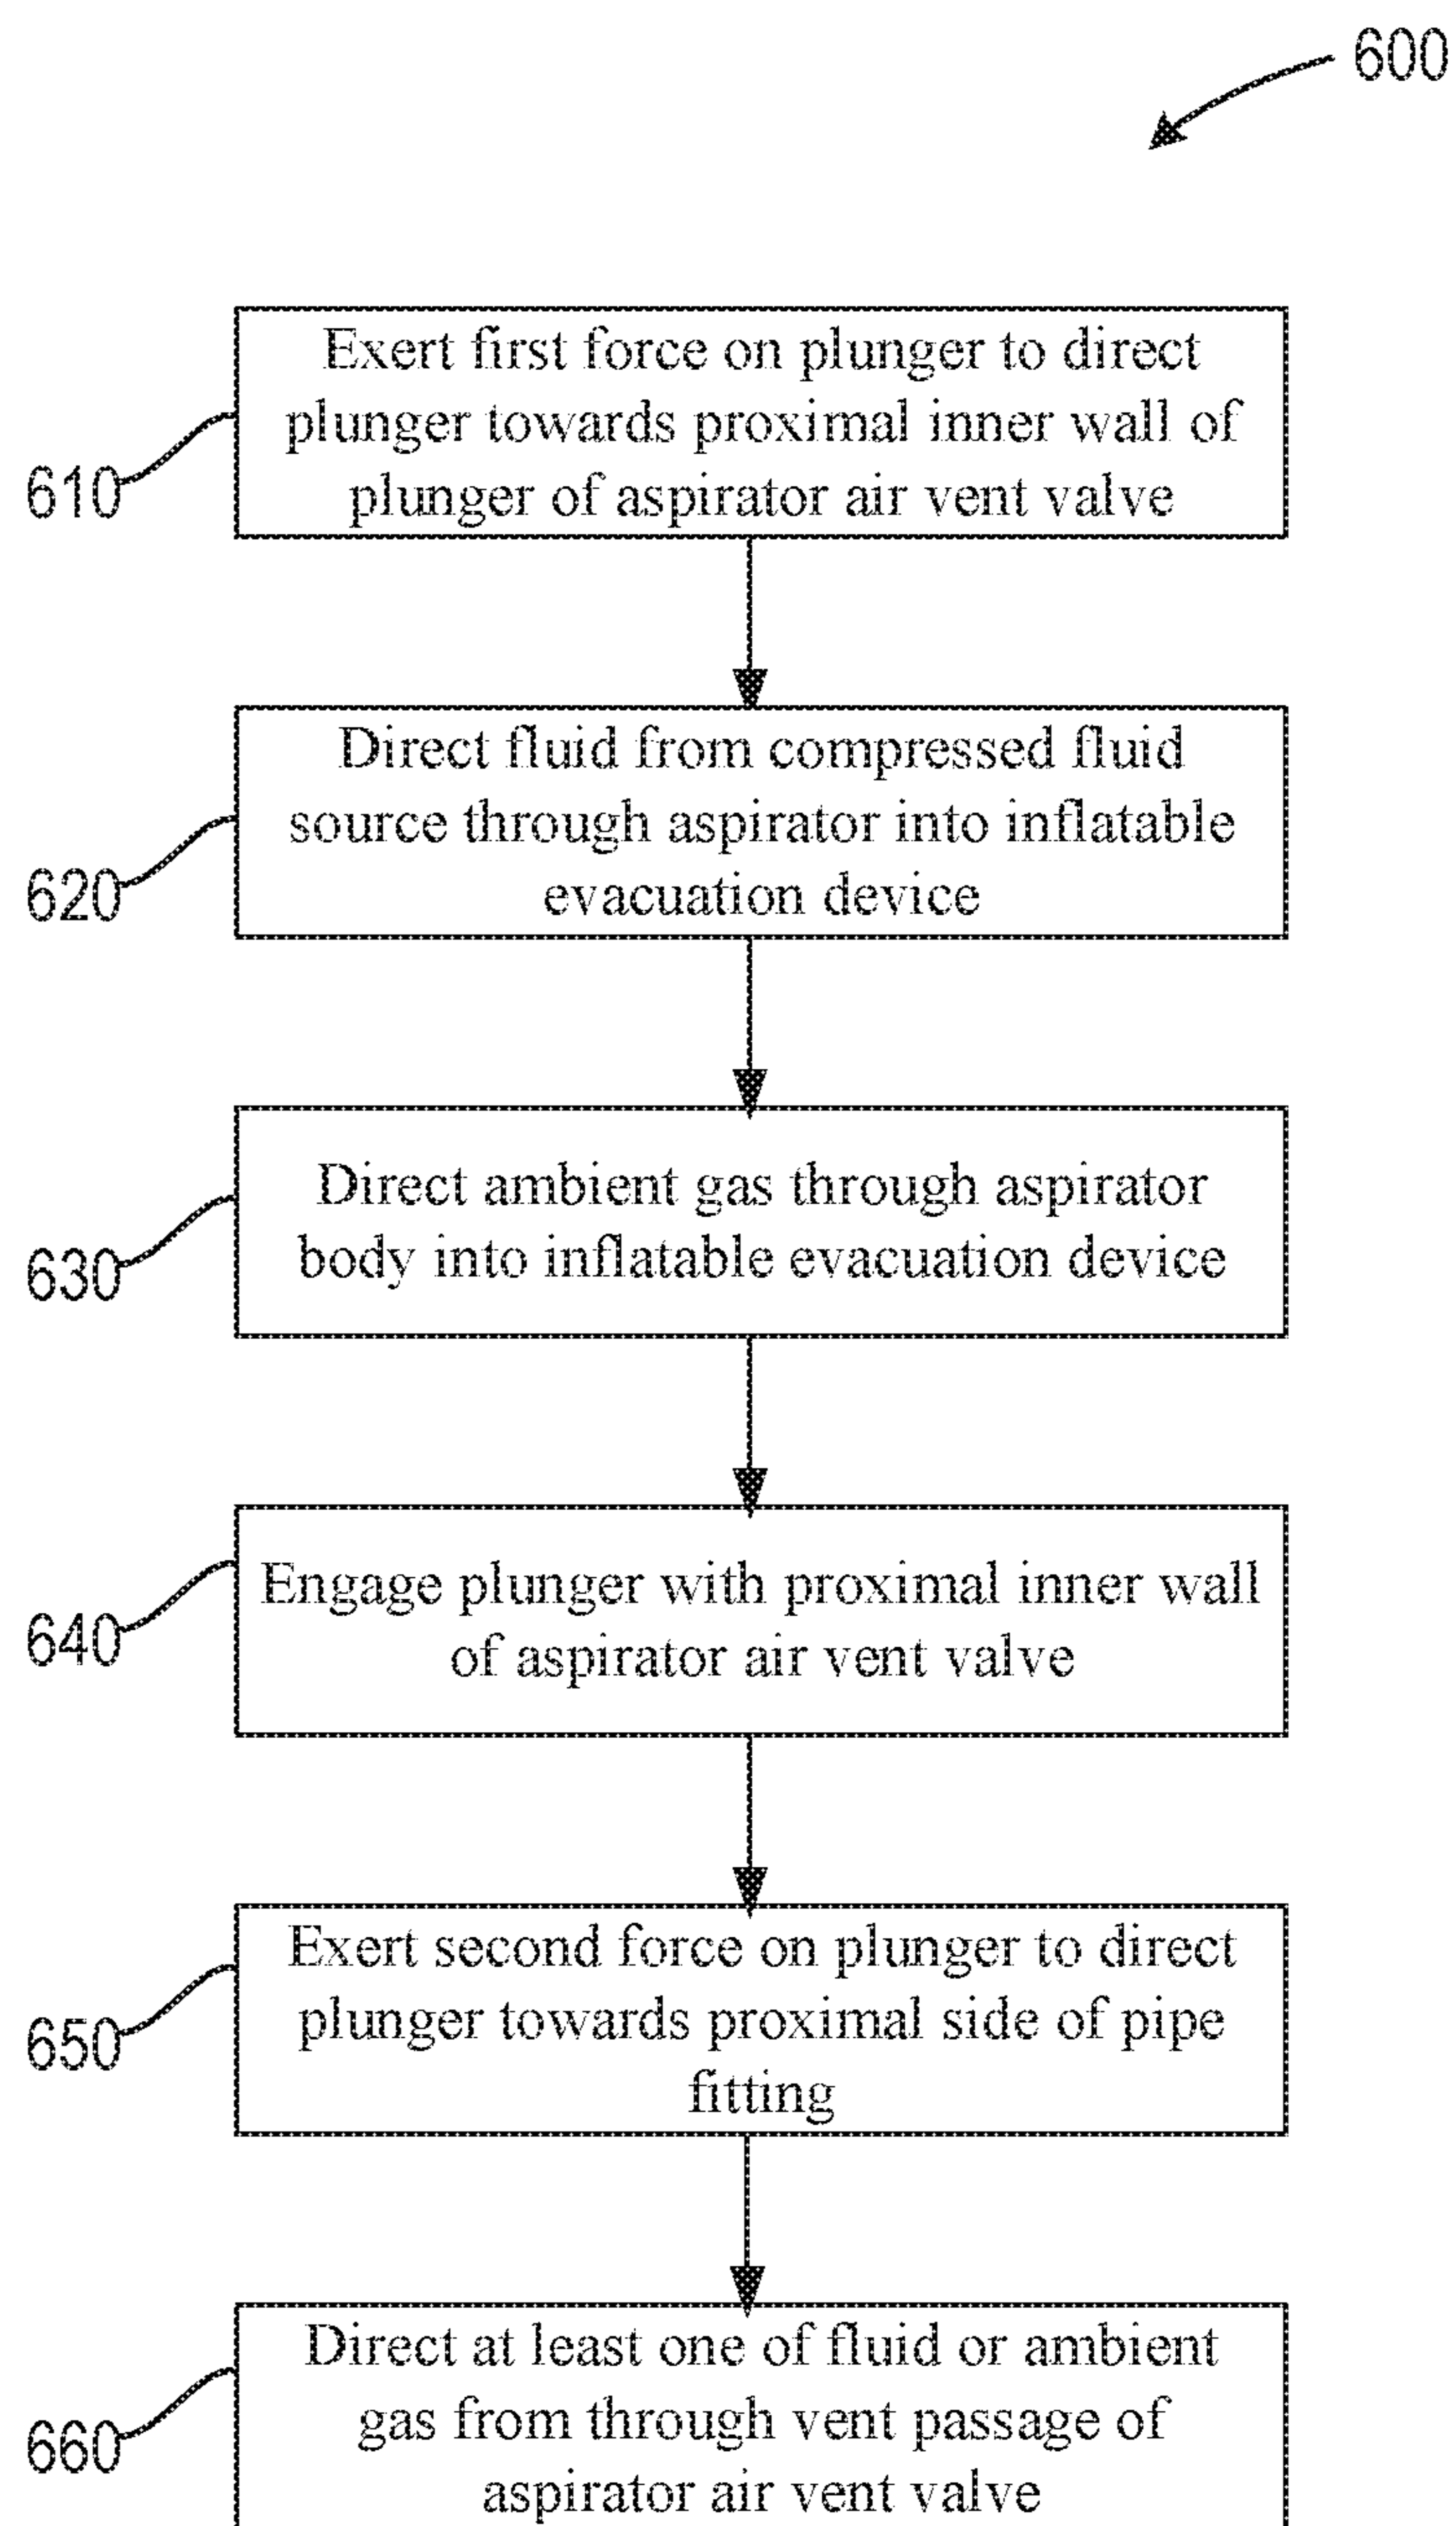 600
Exert first force on plunger to direct
plunger towards proximal inner wall of
plunger of aspirator air vent valve
610
Direct fluid from compressed fluid
source through aspirator into inflatable
evacuation device
620
Direct ambient gas through aspirator
body into inflatable evacuation device
630
Engage plunger with proximal inner wall
of aspirator air vent valve
640
Exert second force on plunger to direct
plunger towards proximal side of pipe
fitting
650
Direct at least one of fluid or ambient
gas from through vent passage of
aspirator air vent valve
660